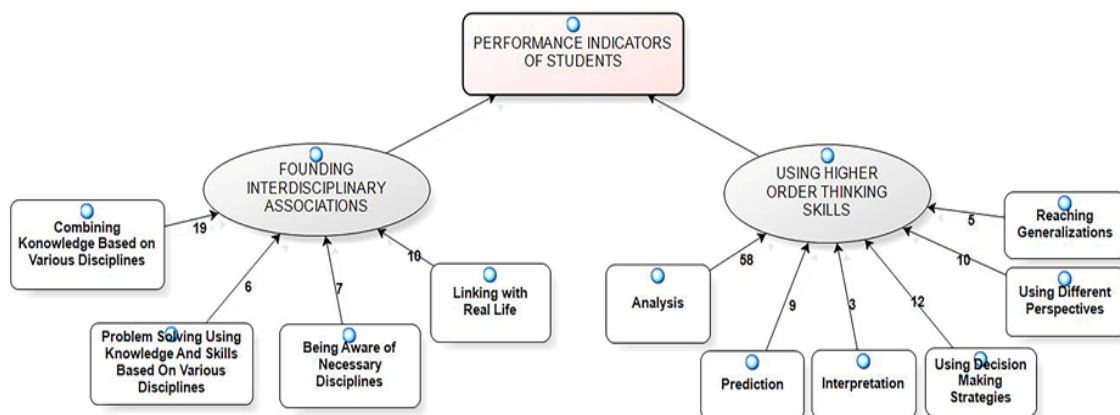 PERFORMANCE INDICATORS
OF STUDENTS
FOUNDING
INTERDISCIPLINARY
ASSOCIATIONS
USING HIGHER
ORDER THINKING
SKILLS
Combining
Konowledge Based on
Various Disciplines
19
Problem Solving Using
Knowledge And Skills
Based On Various
Disciplines
6
Being Aware of
Necessary
Disciplines
7
Linking with
Real Life
10
Analysis
58
Prediction
9
Interpretation
3
Using Decision
Making
Strategies
12
Using Different
Perspectives
10
Reaching
Generalizations
5